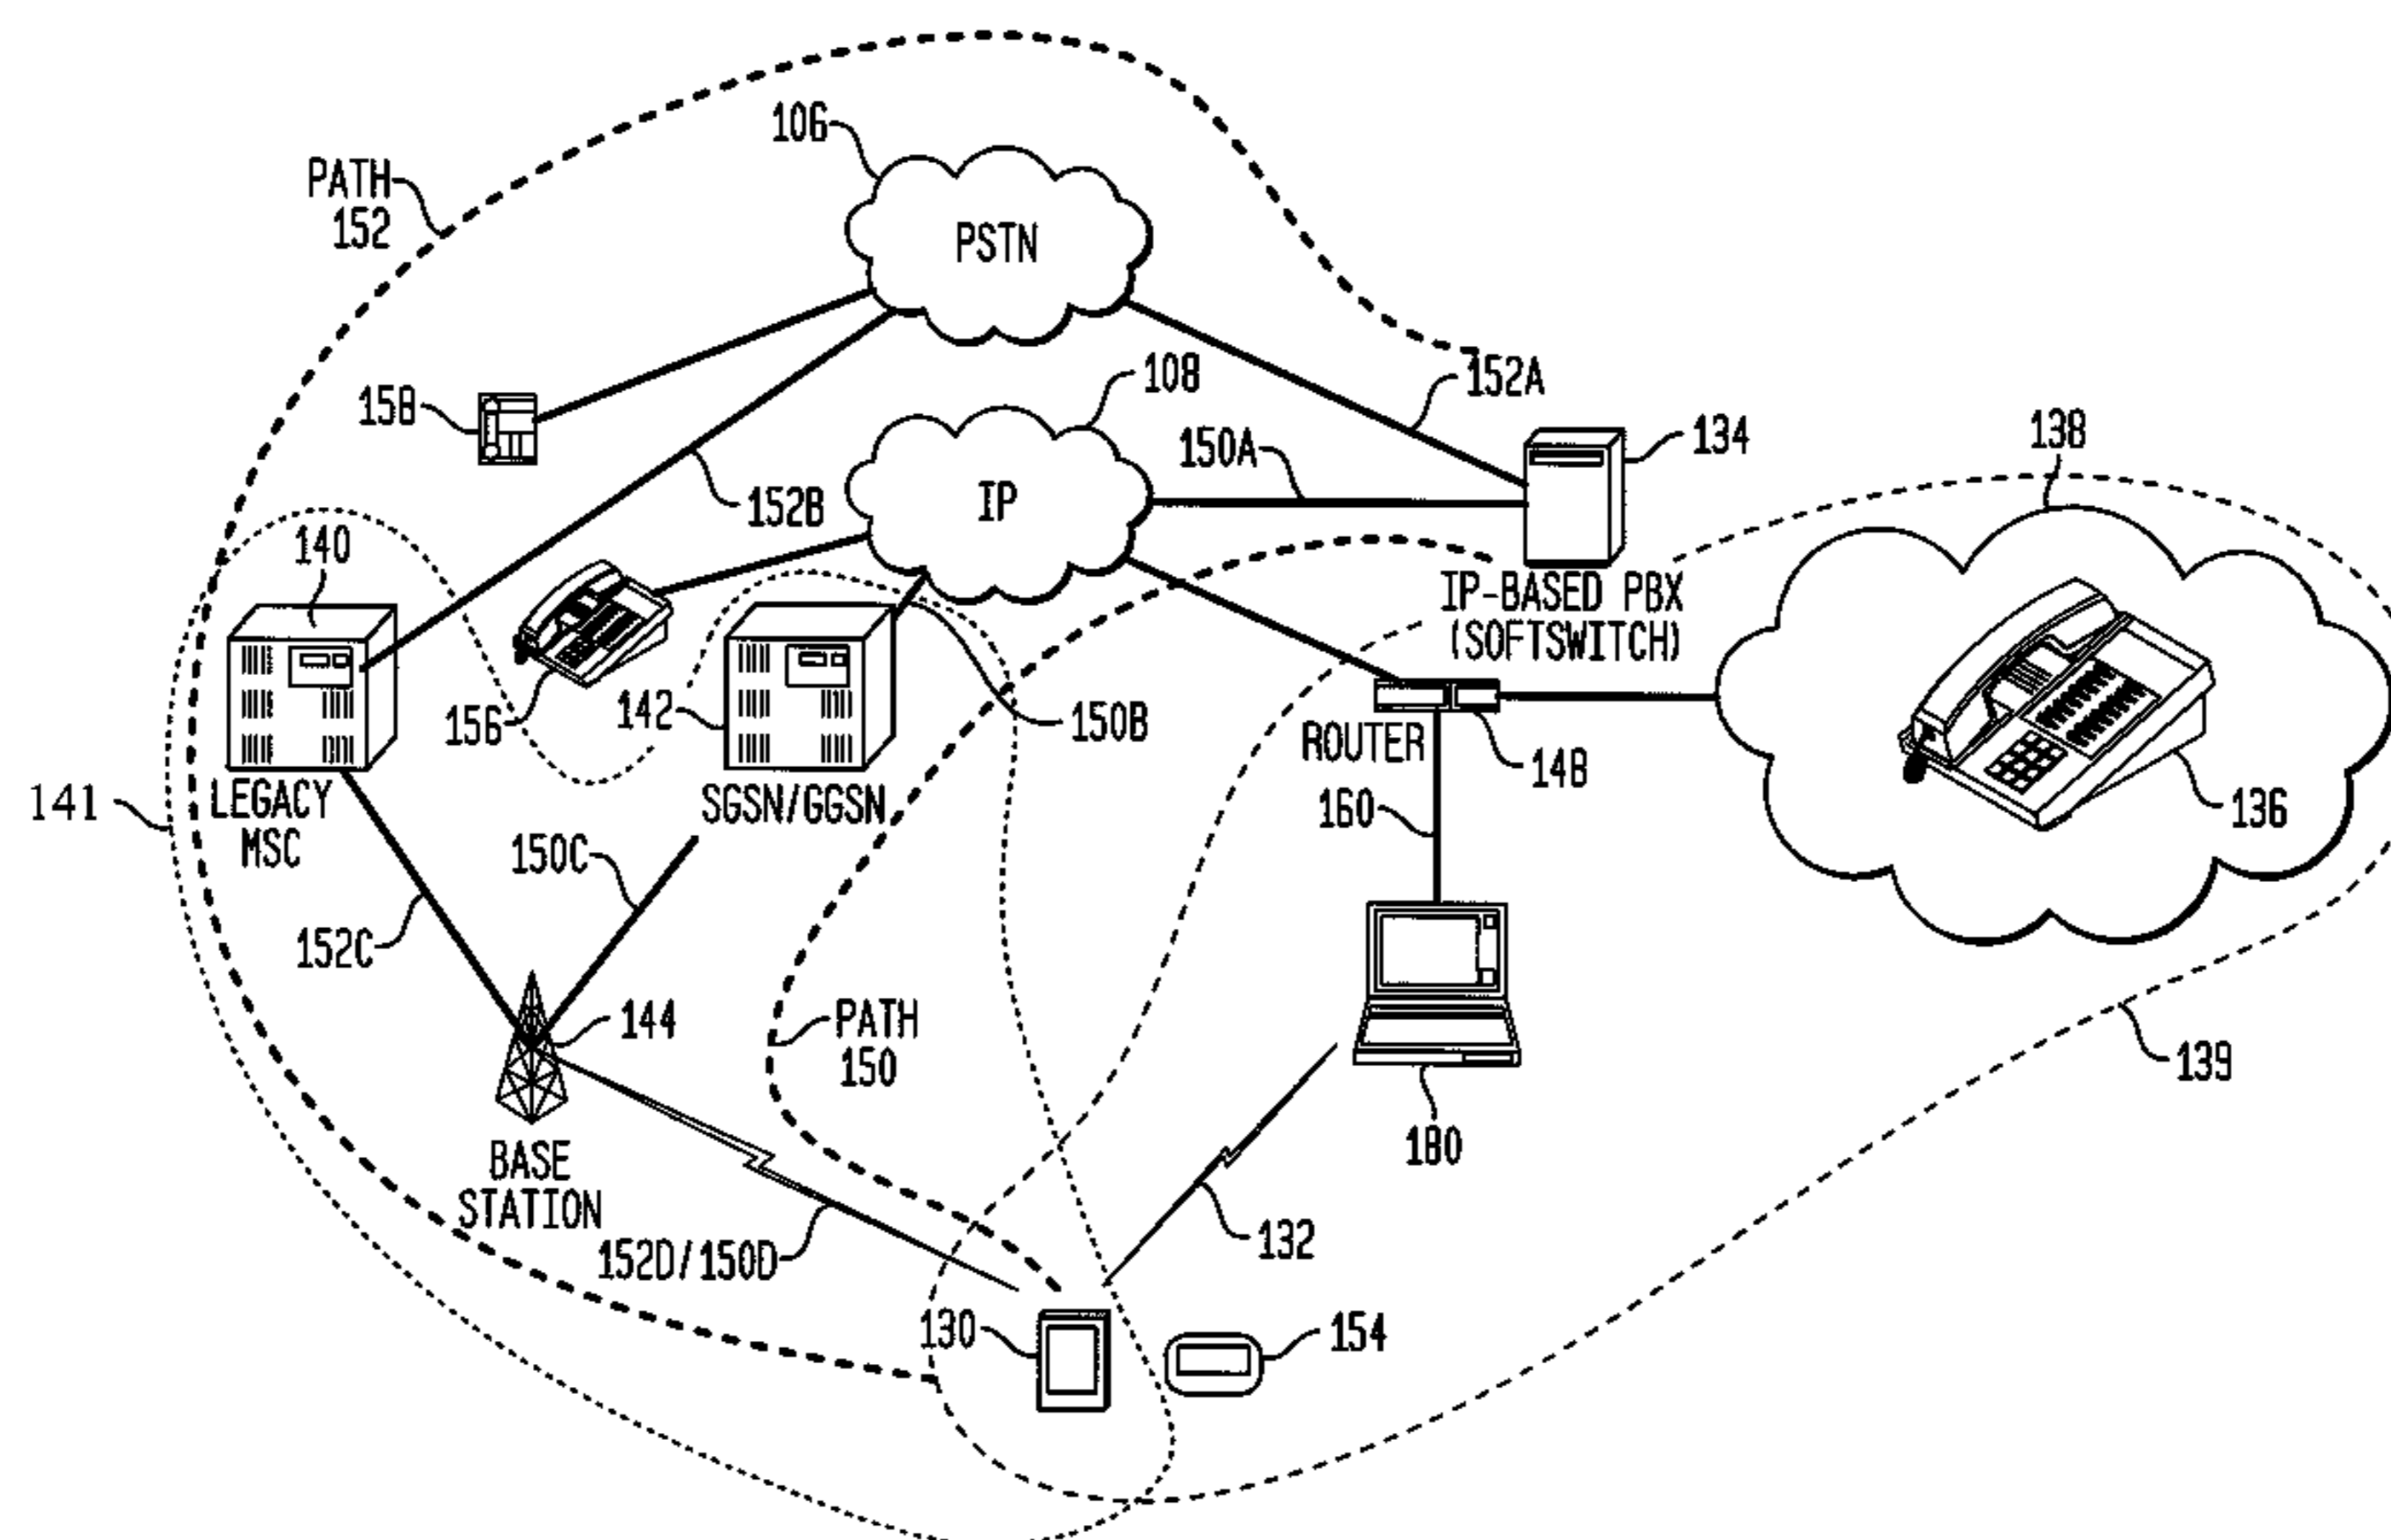 106
PATH
152
PSTN
108
152A
158
134
138
150A
152B
IP
140
IP-BASED PBX
(SOFTSWITCH)
156
142
150B
ROUTER
148
141
LEGACY
MSC
SGSN/GGSN
160
136
150C
152C
144
PATH
150
139
BASE
STATION
180
152D/150D
132
130
154